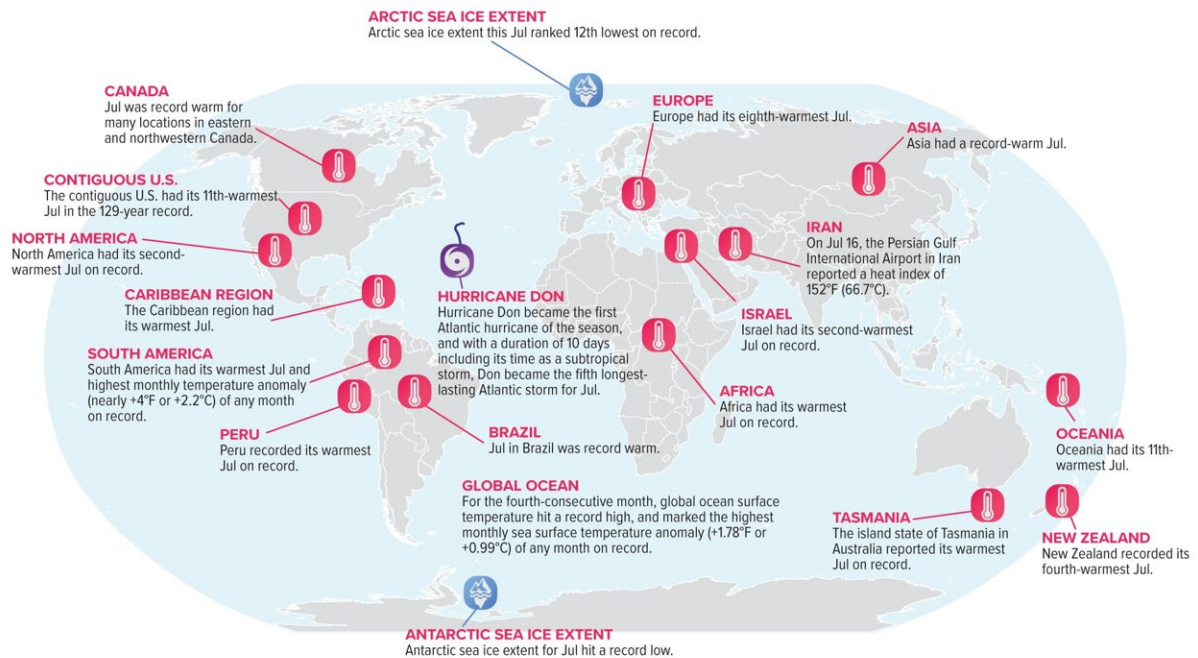 ARCTIC SEA ICE EXTENT
Arctic sea ice extent this Jul ranked 12th lowest on record.
CANADA
Jul was record warm for
many locations in eastern
and northwestern Canada.
EUROPE
Europe had its eighth-warmest Jul.
ASIA
Asia had a record-warm Jul.
CONTIGUOUS U.S.
The contiguous U.S. had its 11th-warmest
Jul in the 129-year record.
NORTH AMERICA
North America had its second-
warmest Jul on record.
IRAN
On Jul 16, the Persian Gulf
International Airport in Iran
reported a heat index of
152°F (66.7°C).
CARIBBEAN REGION
The Caribbean region had
its warmest Jul.
HURRICANE DON
Hurricane Don became the first
Atlantic hurricane of the season,
and with a duration of 10 days
including its time as a subtropical
storm, Don became the fifth longest-
lasting Atlantic storm for Jul.
ISRAEL
Israel had its second-warmest
Jul on record.
SOUTH AMERICA
South America had its warmest Jul and
highest monthly temperature anomaly
(nearly +4°F or +2.2°C) of any month
on record.
AFRICA
Africa had its warmest
Jul on record.
PERU
Peru recorded its warmest
Jul on record.
BRAZIL
Jul in Brazil was record warm.
OCEANIA
Oceania had its 11th-
warmest Jul.
GLOBAL OCEAN
For the fourth-consecutive month, global ocean surface
temperature hit a record high, and marked the highest
monthly sea surface temperature anomaly (+1.78°F or
+0.99°C) of any month on record.
TASMANIA
The island state of Tasmania in
Australia reported its warmest
Jul on record.
NEW ZEALAND
New Zealand recorded its
fourth-warmest Jul.
ANTARCTIC SEA ICE EXTENT
Antarctic sea ice extent for Jul hit a record low.